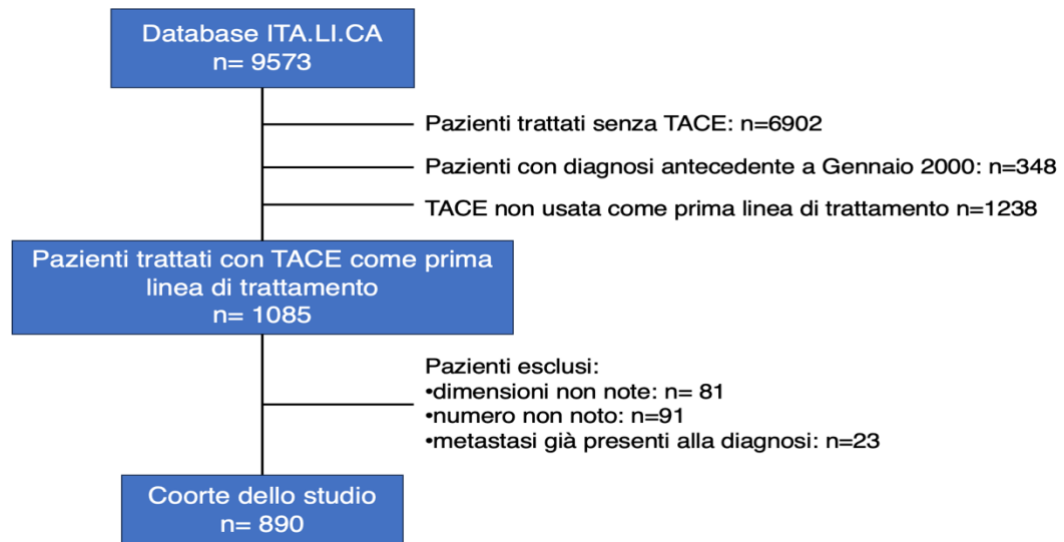 Database ITA.LI.CA
n= 9573
Pazienti trattati senza TACE: n=6902
Pazienti con diagnosi antecedente a Gennaio 2000: n=348
TACE non usata come prima linea di trattamento n=1238
Pazienti trattati con TACE come prima
linea di trattamento
n= 1085
Pazienti esclusi:
•dimensioni non note: n= 81
•numero non noto: n=91
•metastasi già presenti alla diagnosi: n=23
Coorte dello studio
n= 890